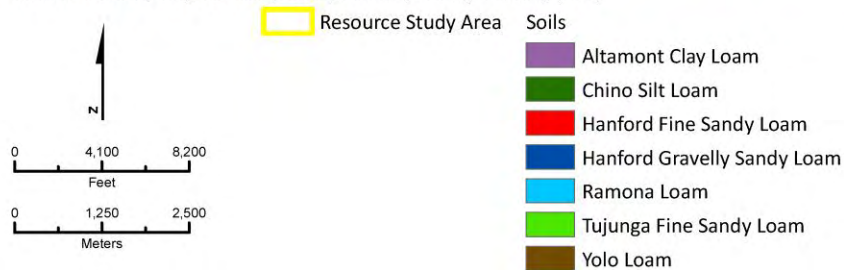 Resource Study Area
Soils
Altamont Clay Loam
Chino Silt Loam
Hanford Fine Sandy Loam
Hanford Gravelly Sandy Loam
Ramona Loam
Tujunga Fine Sandy Loam
Yolo Loam
N
0 4,100 8,200
Feet
0 1,250 2,500
Meters